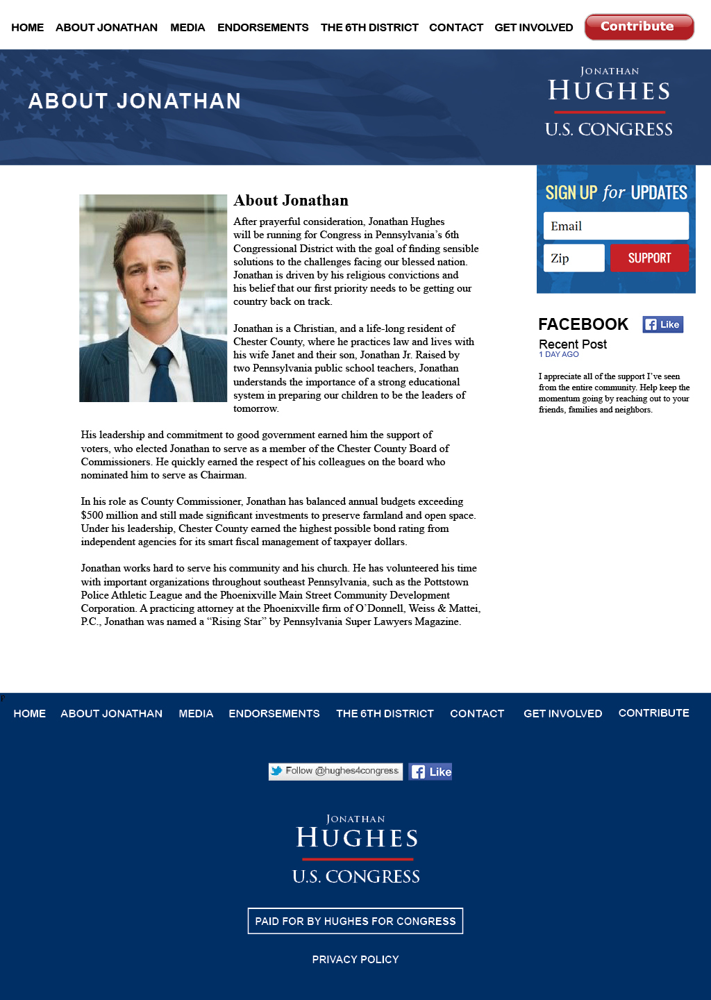 HOME ABOUT JONATHAN MEDIA ENDORSEMENTS THE 6TH DISTRICT CONTACT GET INVOLVED Contribute
ABOUT JONATHAN
JONATHAN
HUGHES
U.S. CONGRESS
About Jonathan
After prayerful consideration, Jonathan Hughes
will be running for Congress in Pennsylvania’s 6th
Congressional District with the goal of finding sensible
solutions to the challenges facing our blessed nation.
Jonathan is driven by his religious convictions and
his belief that our first priority needs to be getting our
country back on track.
Jonathan is a Christian, and a life-long resident of
Chester County, where he practices law and lives with
his wife Janet and their son, Jonathan Jr. Raised by
two Pennsylvania public school teachers, Jonathan
understands the importance of a strong educational
system in preparing our children to be the leaders of
tomorrow.
His leadership and commitment to good government earned him the support of
voters, who elected Jonathan to serve as a member of the Chester County Board of
Commissioners. He quickly earned the respect of his colleagues on the board who
nominated him to serve as Chairman.
In his role as County Commissioner, Jonathan has balanced annual budgets exceeding
$500 million and still made significant investments to preserve farmland and open space.
Under his leadership, Chester County earned the highest possible bond rating from
independent agencies for its smart fiscal management of taxpayer dollars.
Jonathan works hard to serve his community and his church. He has volunteered his time
with important organizations throughout southeast Pennsylvania, such as the Pottstown
Police Athletic League and the Phoenixville Main Street Community Development
Corporation. A practicing attorney at the Phoenixville firm of O’Donnell, Weiss & Mattei,
P.C., Jonathan was named a “Rising Star” by Pennsylvania Super Lawyers Magazine.
SIGN UP for UPDATES
Email
Zip SUPPORT
FACEBOOK Like
Recent Post
1 DAY AGO
I appreciate all of the support I’ve seen
from the entire community. Help keep the
momentum going by reaching out to your
friends, families and neighbors.
HOME ABOUT JONATHAN MEDIA ENDORSEMENTS THE 6TH DISTRICT CONTACT GET INVOLVED CONTRIBUTE
Follow @hughes4congress Like
JONATHAN
HUGHES
U.S. CONGRESS
PAID FOR BY HUGHES FOR CONGRESS
PRIVACY POLICY